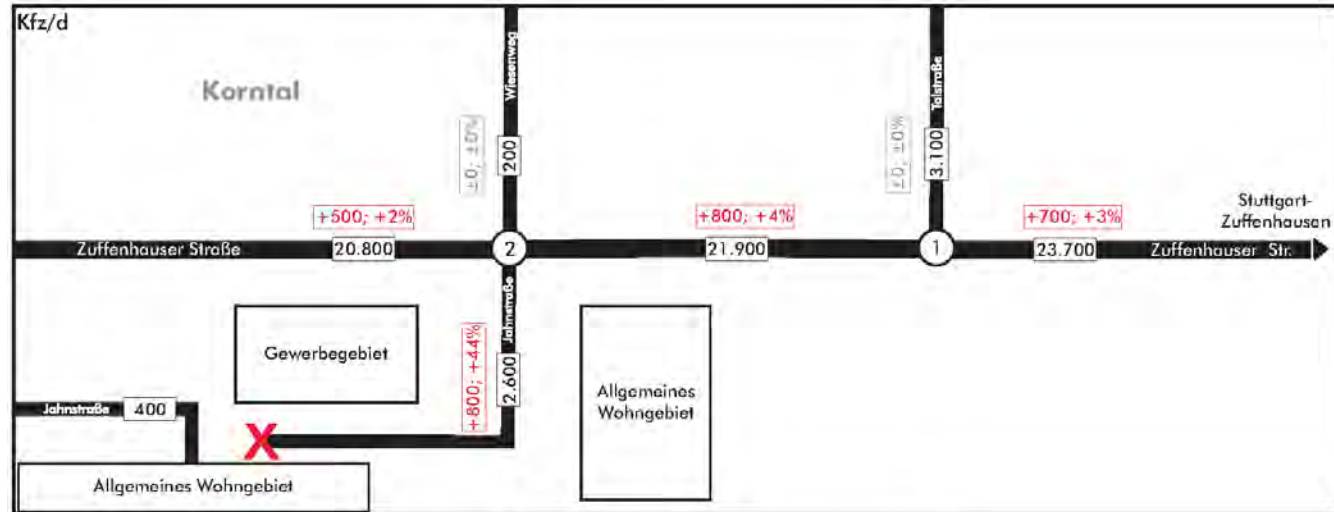 Kfz/d
Korntal
Wiesenweg
Talstraße
±0; ±0%
200
±0; ±0%
3.100
+500; +2%
+800; +4%
+700; +3%
Stuttgart-
Zuffenhausen
Zuffenhauser Straße
20.800
2
21.900
1
23.700
Zuffenhauser Str.
Jahnstraße
+800; +44%
2.600
Gewerbegebiet
Allgemeines
Wohngebiet
Jahnstraße
400
X
Allgemeines Wohngebiet